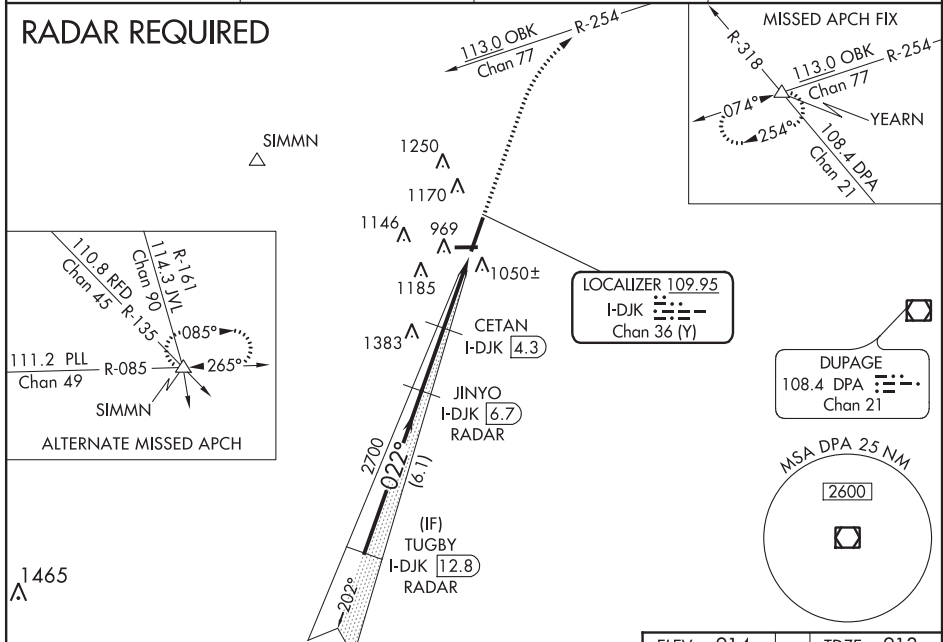 RADAR REQUIRED
113.0 OBK R-254
Chan 77
MISSED APCH FIX
R-318
113.0 OBK R-254
Chan 77
074°
254°
YEARN
108.4 DPA
Chan 21
SIMMN
1250
1170
1146
969
1185
1050±
1383
LOCALIZER 109.95
I-DJK
Chan 36 (Y)
CETAN
I-DJK 4.3
JINYO
I-DJK 6.7
RADAR
2700
022°
(6.1)
(IF)
TUGBY
I-DJK 12.8
RADAR
202°
R-161
114.3 JVL
Chan 90
110.8 RFD
Chan 45
R-135
085°
265°
111.2 PLL
Chan 49
R-085
SIMMN
ALTERNATE MISSED APCH
DUPAGE
108.4 DPA
Chan 21
MSA DPA 25 NM
2600
1465